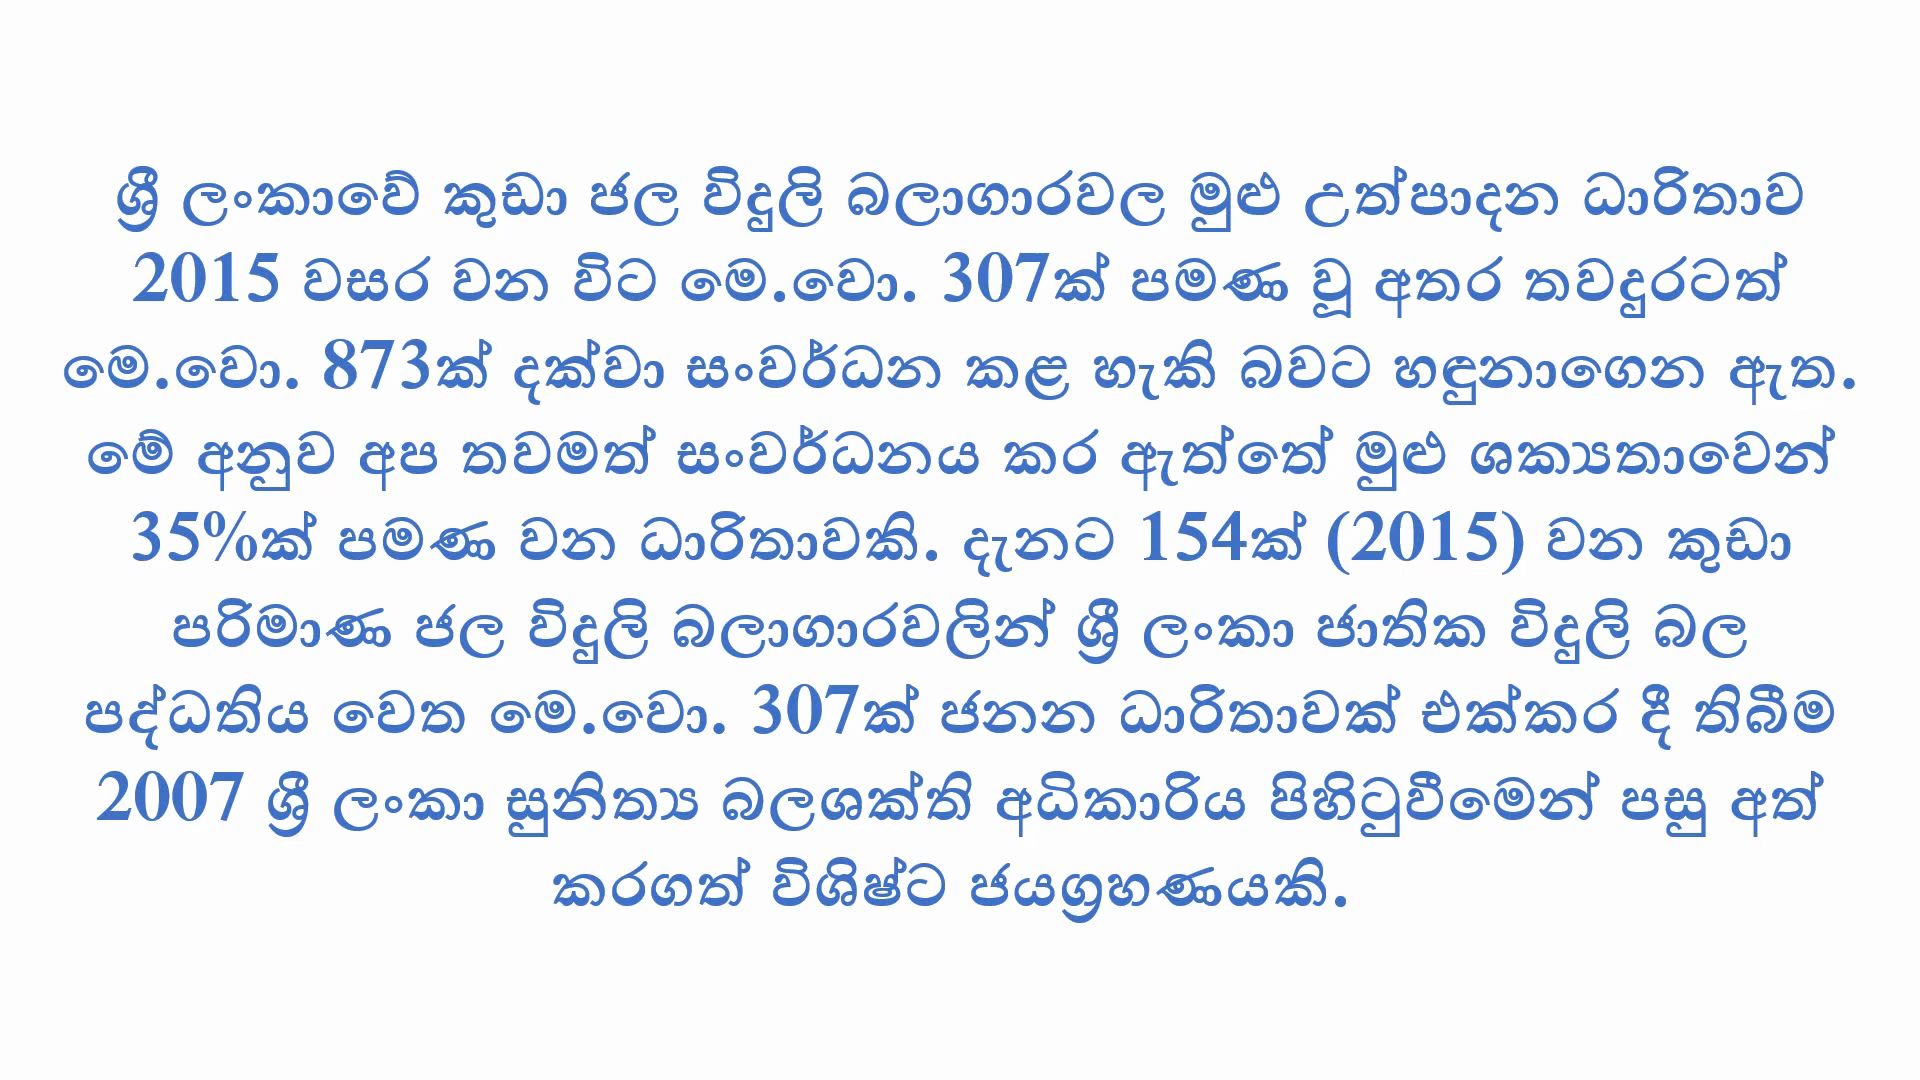 ශ්‍රී ලංකාවේ කුඩා ජල විදුලි බලාගාරවල මුළු උත්පාදන ධාරිතාව
2015 වසර වන විට මෙ.වො. 307ක් පමණ වූ අතර තවදුරටත්
මෙ.වො. 873ක් දක්වා සංවර්ධන කළ හැකි බවට හඳුනාගෙන ඇත.
මේ අනුව අප තවමත් සංවර්ධනය කර ඇත්තේ මුළු ශක්‍යතාවෙන්
35%ක් පමණ වන ධාරිතාවකි. දැනට 154ක් (2015) වන කුඩා
පරිමාණ ජල විදුලි බලාගාරවලින් ශ්‍රී ලංකා ජාතික විදුලි බල
පද්ධතිය වෙත මෙ.වො. 307ක් ජනන ධාරිතාවක් එක්කර දී තිබීම
2007 ශ්‍රී ලංකා සුනිත්‍ය බලශක්ති අධිකාරිය පිහිටුවීමෙන් පසු අත්
කරගත් විශිෂ්ට ජයග්‍රහණයකි.